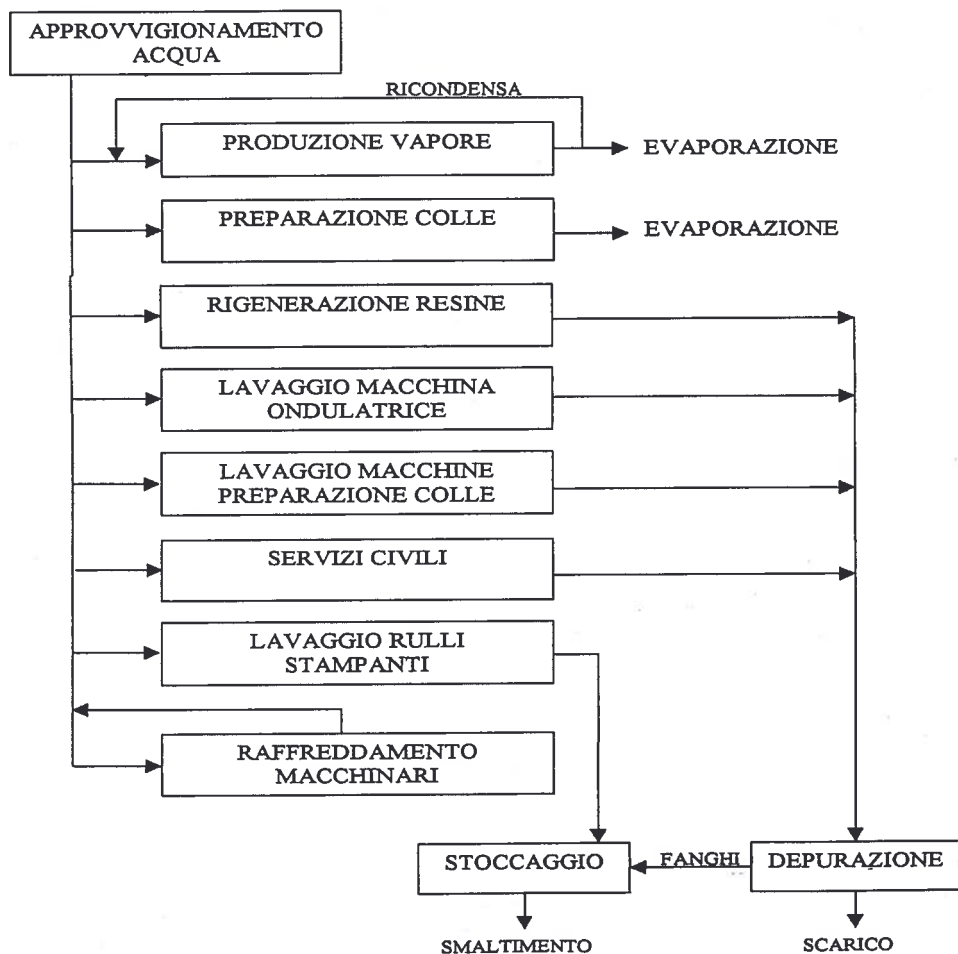 APPROVVIGIONAMENTO
ACQUA
RICONDENSA
PRODUZIONE VAPORE
EVAPORAZIONE
PREPARAZIONE COLLE
EVAPORAZIONE
RIGENERAZIONE RESINE
LAVAGGIO MACCHINA
ONDULATRICE
LAVAGGIO MACCHINE
PREPARAZIONE COLLE
SERVIZI CIVILI
LAVAGGIO RULLI
STAMPANTI
RAFFREDDAMENTO
MACCHINARI
STOCCAGGIO
FANGHI
DEPURAZIONE
SMALTIMENTO
SCARICO